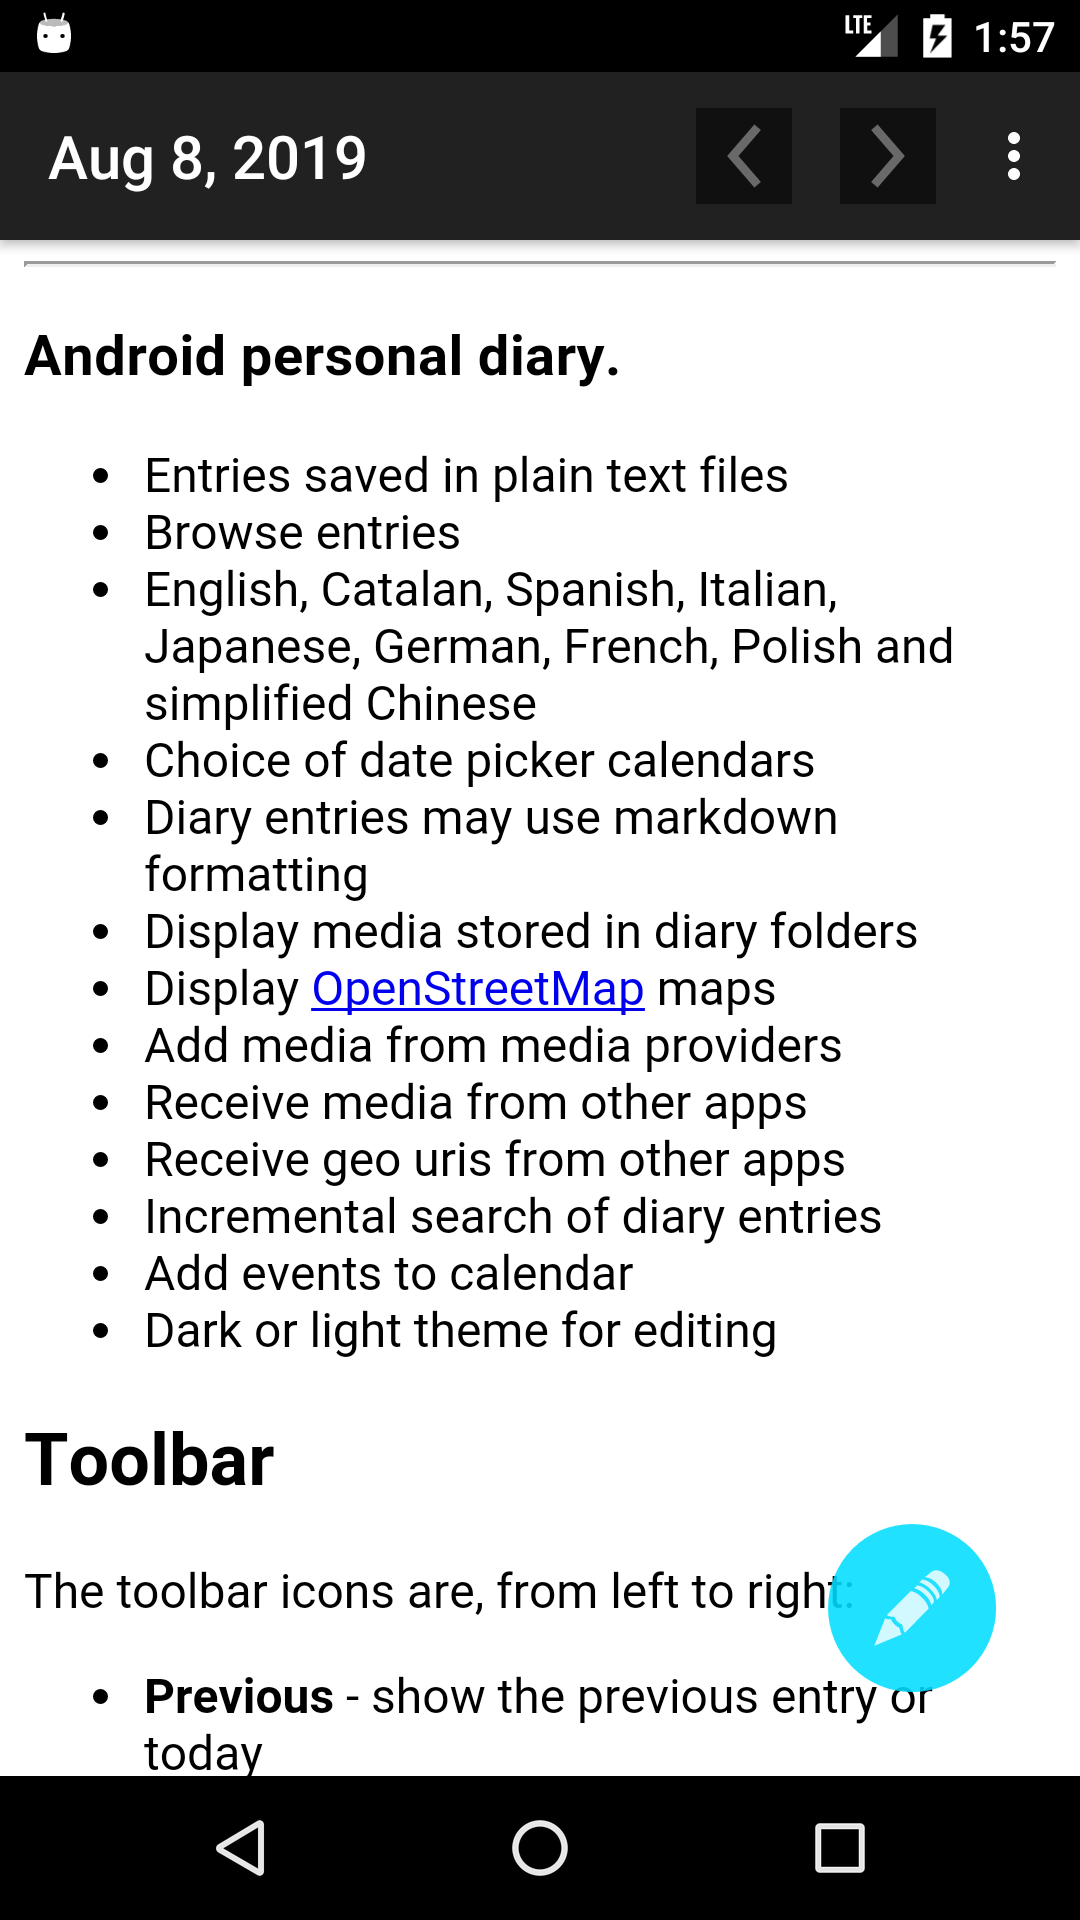 LTE 1:57
Aug 8, 2019
Android personal diary.
Entries saved in plain text files
Browse entries
English, Catalan, Spanish, Italian,
Japanese, German, French, Polish and
simplified Chinese
Choice of date picker calendars
Diary entries may use markdown
formatting
Display media stored in diary folders
Display OpenStreetMap maps
Add media from media providers
Receive media from other apps
Receive geo uris from other apps
Incremental search of diary entries
Add events to calendar
Dark or light theme for editing
Toolbar
The toolbar icons are, from left to right:
Previous - show the previous entry or
today